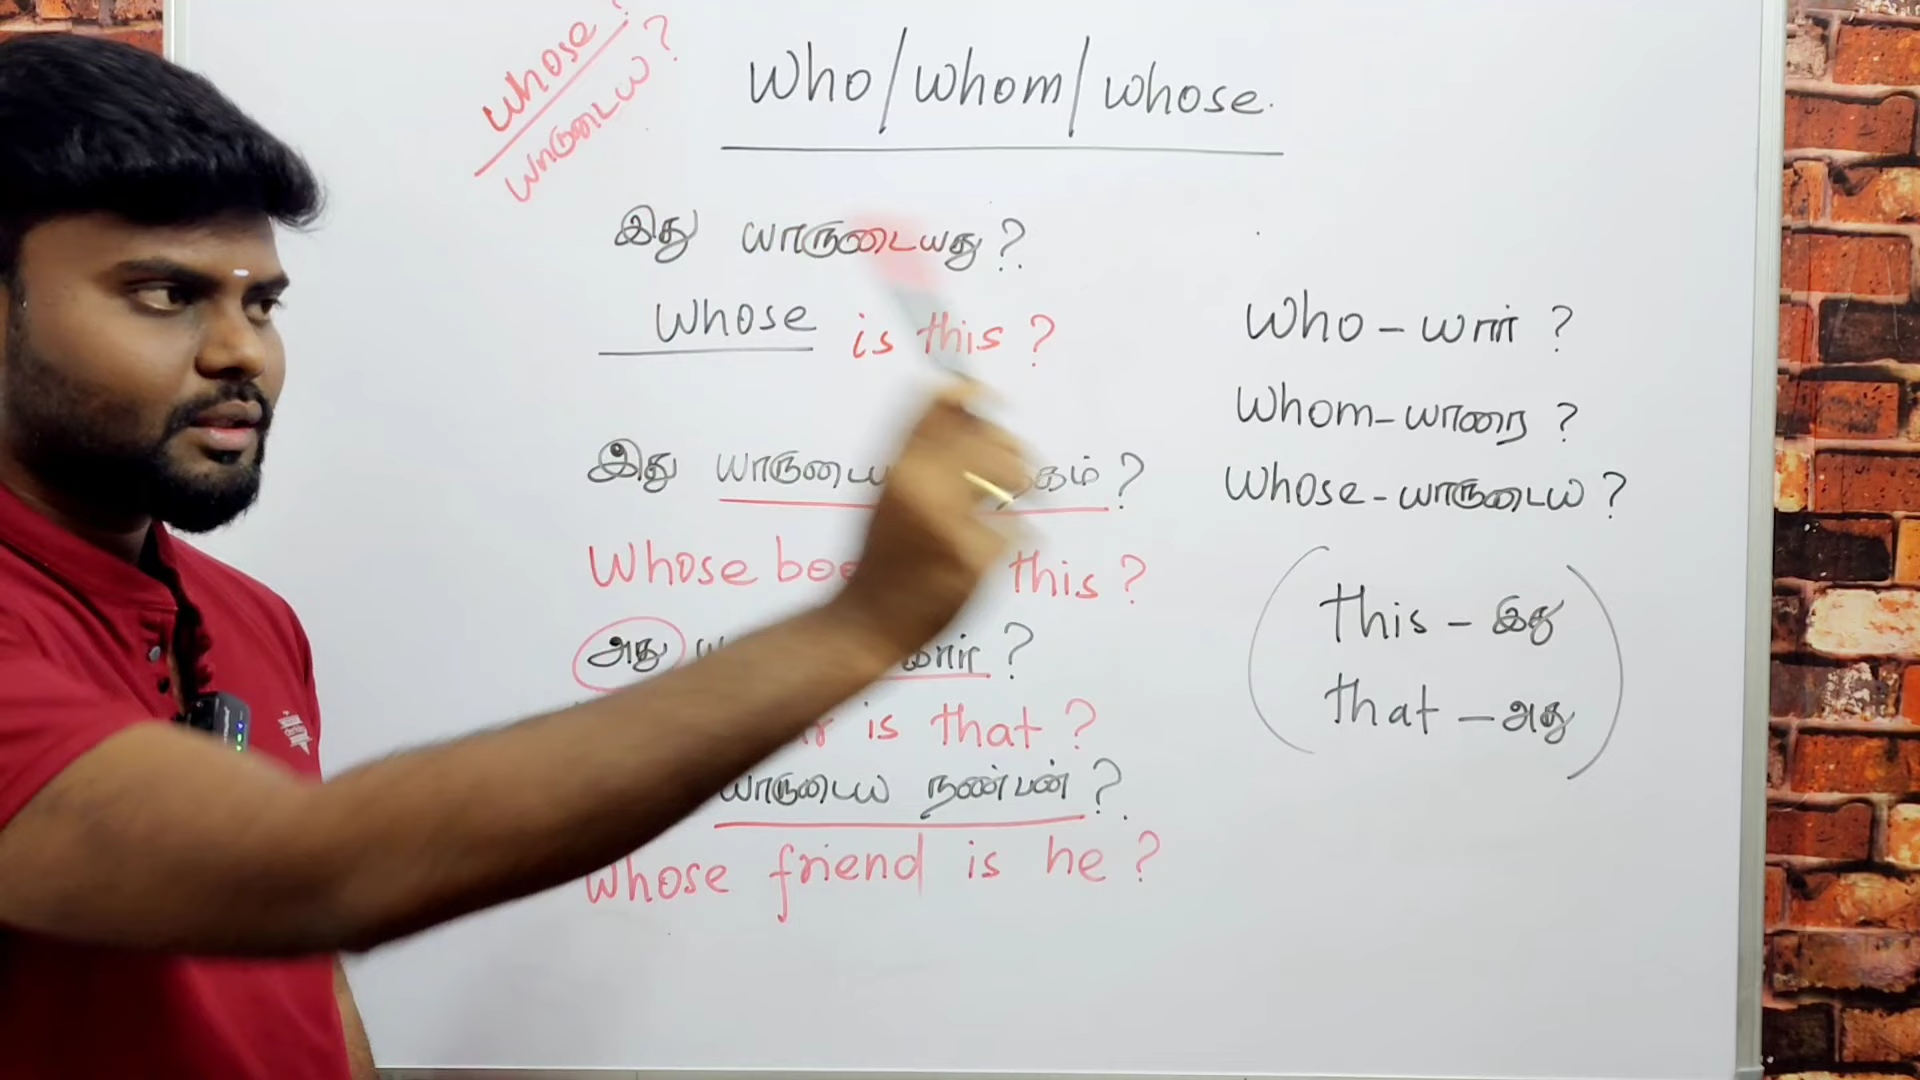 whose?
யாருடைய?
who/whom/whose.
இது யாருடையது?
whose is this?
இது ?
Whose this?
அது ?
is that?
யாருடைய நண்பன்?
Whose friend is he?
who - யார்?
whom - யாரை?
whose - யாருடைய?
this - இது
that - அது